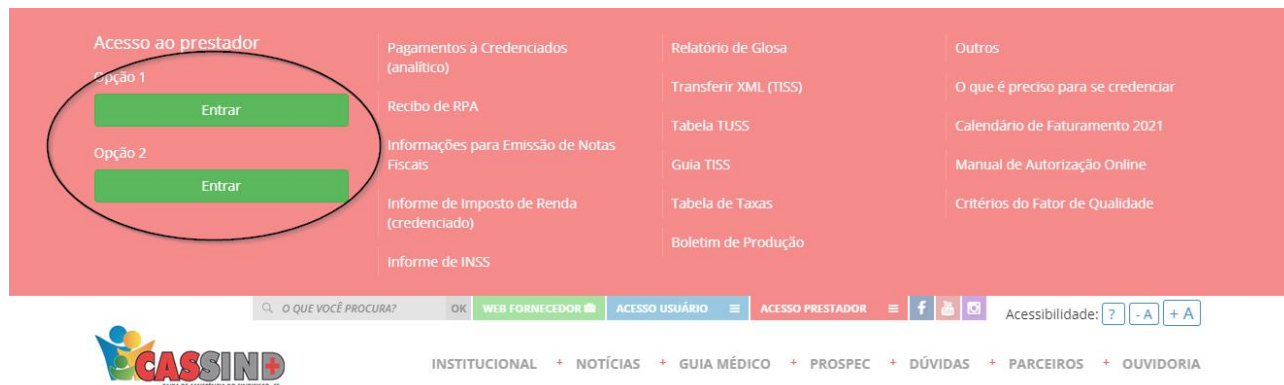 Acesso ao prestador
Opção 1
Entrar
Opção 2
Entrar
Pagamentos à Credenciados
(analítico)
Recibo de RPA
Informações para Emissão de Notas
Fiscais
Informe de Imposto de Renda
(credenciado)
Informe de INSS
Relatório de Glosa
Transferir XML (TISS)
Tabela TUSS
Guia TISS
Tabela de Taxas
Boletim de Produção
Outros
O que é preciso para se credenciar
Calendário de Faturamento 2021
Manual de Autorização Online
Critérios do Fator de Qualidade
O QUE VOCÊ PROCURA? OK WEB FORNECEDOR ACESSO USUÁRIO ACESSO PRESTADOR Acessibilidade: ? - A + A
CASSIND
INSTITUCIONAL + NOTÍCIAS + GUIA MÉDICO + PROSPEC + DÚVIDAS + PARCEIROS + OUVIDORIA